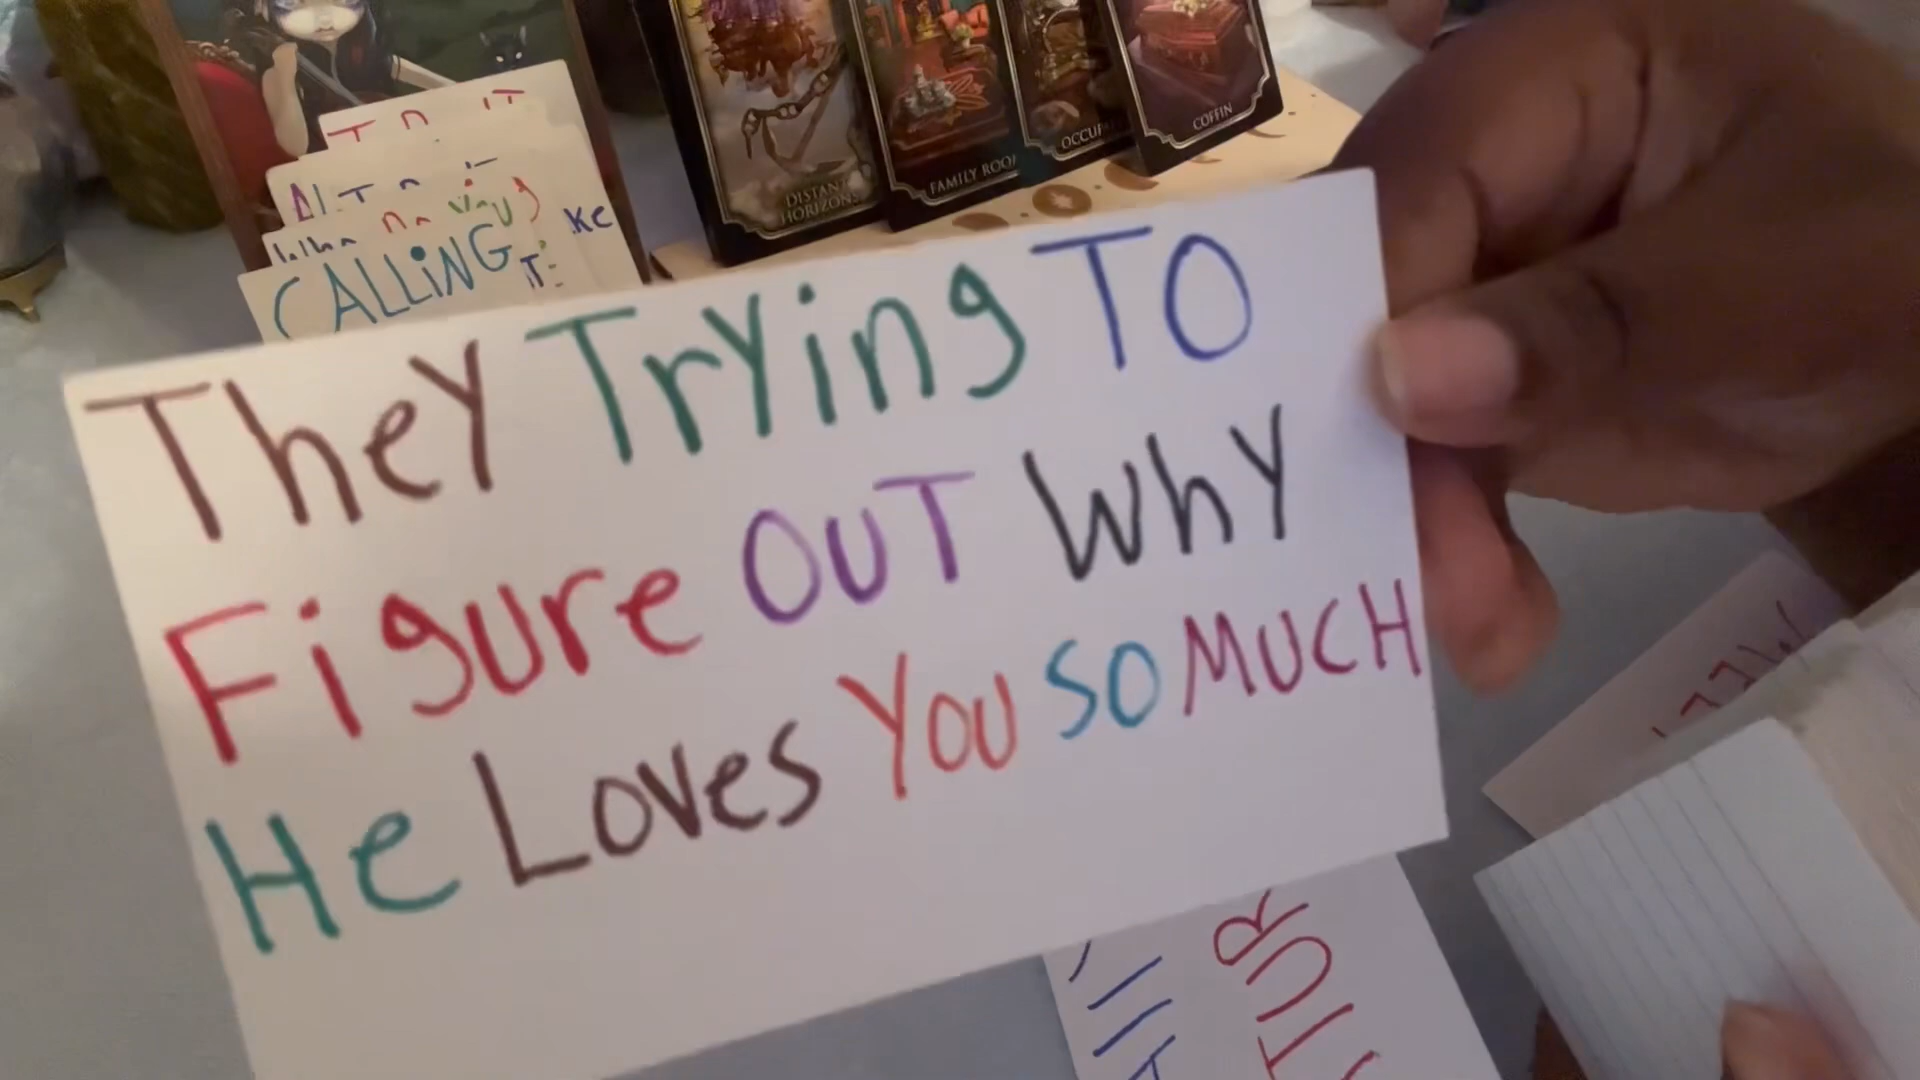 DISTANT
HORIZONS
FAMILY ROOM
COFFIN
CALLING
They Trying TO
Figure OUT Why
He Loves You SO MUCH